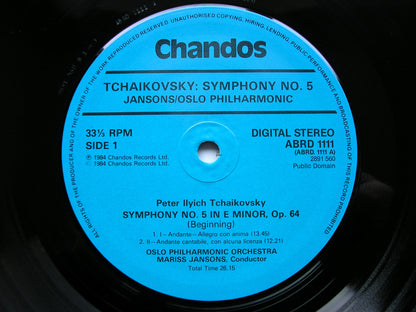 ALL RIGHTS OF THE PRODUCER AND OF THE OWNER OF THE WORK REPRODUCED RESERVED. UNAUTHORISED COPYING, HIRING, LENDING, PUBLIC PERFORMANCE AND BROADCASTING OF THIS RECORD PROHIBITED
Chandos
TCHAIKOVSKY: SYMPHONY NO. 5
JANSONS/OSLO PHILHARMONIC
33⅓ RPM
SIDE 1
℗ 1984 Chandos Records Ltd.
© 1984 Chandos Records Ltd.
DIGITAL STEREO
ABRD 1111
(ABRD. 1111 A)
2891 560
Public Domain
Peter Ilyich Tchaikovsky
SYMPHONY NO. 5 IN E MINOR, Op. 64
(Beginning)
1. I–Andante–Allegro con anima (13.45)
2. II–Andante cantabile, con alcuna licenza (12.21)
OSLO PHILHARMONIC ORCHESTRA
MARISS JANSONS, Conductor
Total Time 26.15